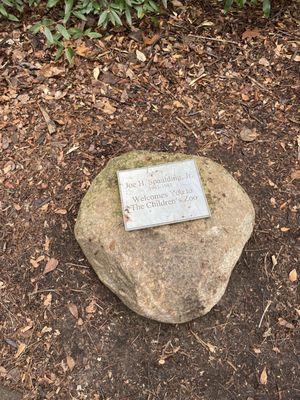 Joe H. Spaulding, Jr.
Welcomes You to
The Children's Zoo